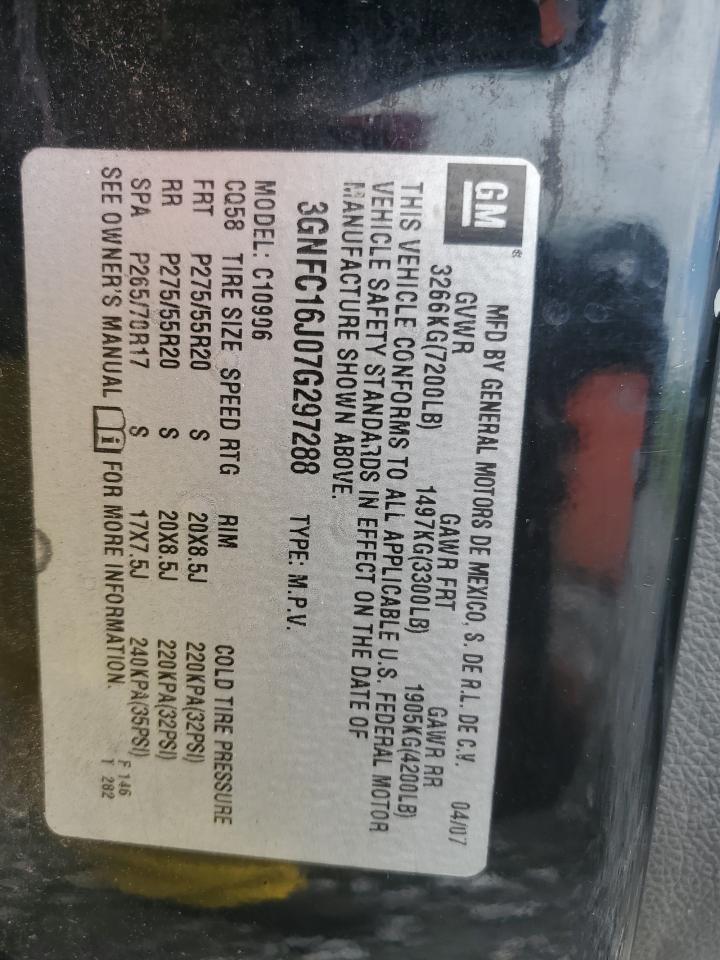 GM®
MFD BY GENERAL MOTORS DE MEXICO, S. DE R.L. DE C.V. 04/07
GVWR GAWR FRT GAWR RR
3266KG(7200LB) 1497KG(3300LB) 1905KG(4200LB)
THIS VEHICLE CONFORMS TO ALL APPLICABLE U.S. FEDERAL MOTOR
VEHICLE SAFETY STANDARDS IN EFFECT ON THE DATE OF
MANUFACTURE SHOWN ABOVE.
3GNFC16J07G297288 TYPE: M.P.V.
MODEL: C10906
CQ58 TIRE SIZE SPEED RTG RIM COLD TIRE PRESSURE
FRT P275/55R20 S 20X8.5J 220KPA(32PSI)
RR P275/55R20 S 20X8.5J 220KPA(32PSI)
SPA P265/70R17 S 17X7.5J 240KPA(35PSI)
SEE OWNER'S MANUAL FOR MORE INFORMATION. F 146
T 282